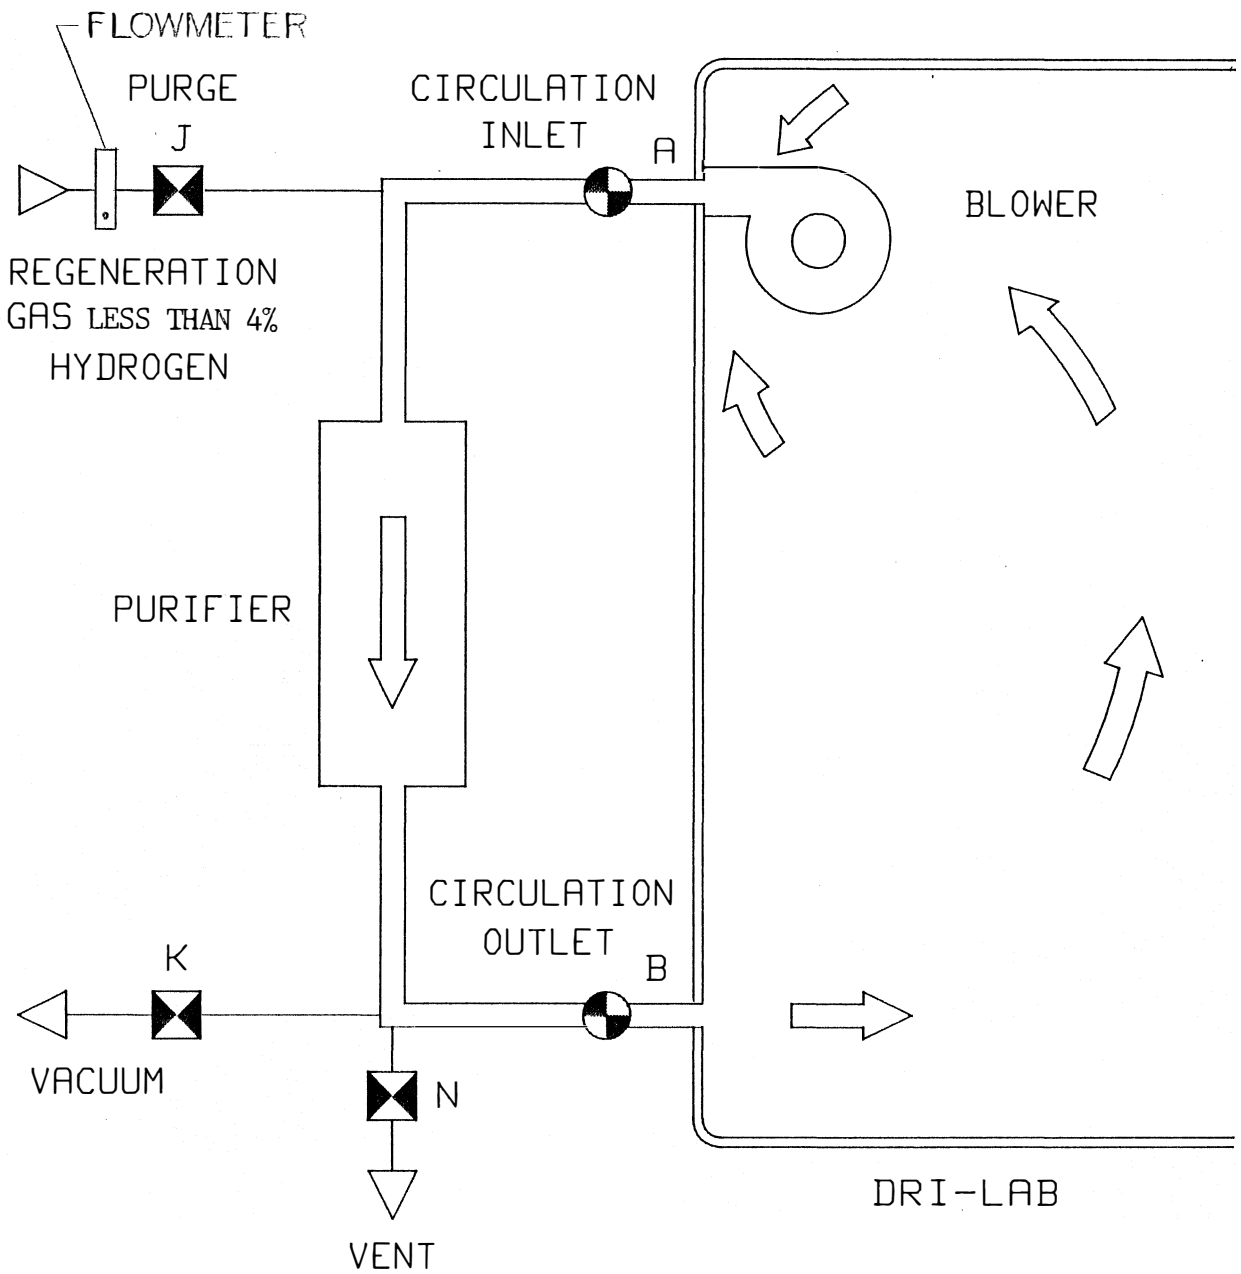 FLOWMETER
PURGE
J
CIRCULATION
INLET
A
BLOWER
REGENERATION
GAS LESS THAN 4%
HYDROGEN
PURIFIER
CIRCULATION
OUTLET
B
K
VACUUM
N
DRI-LAB
VENT